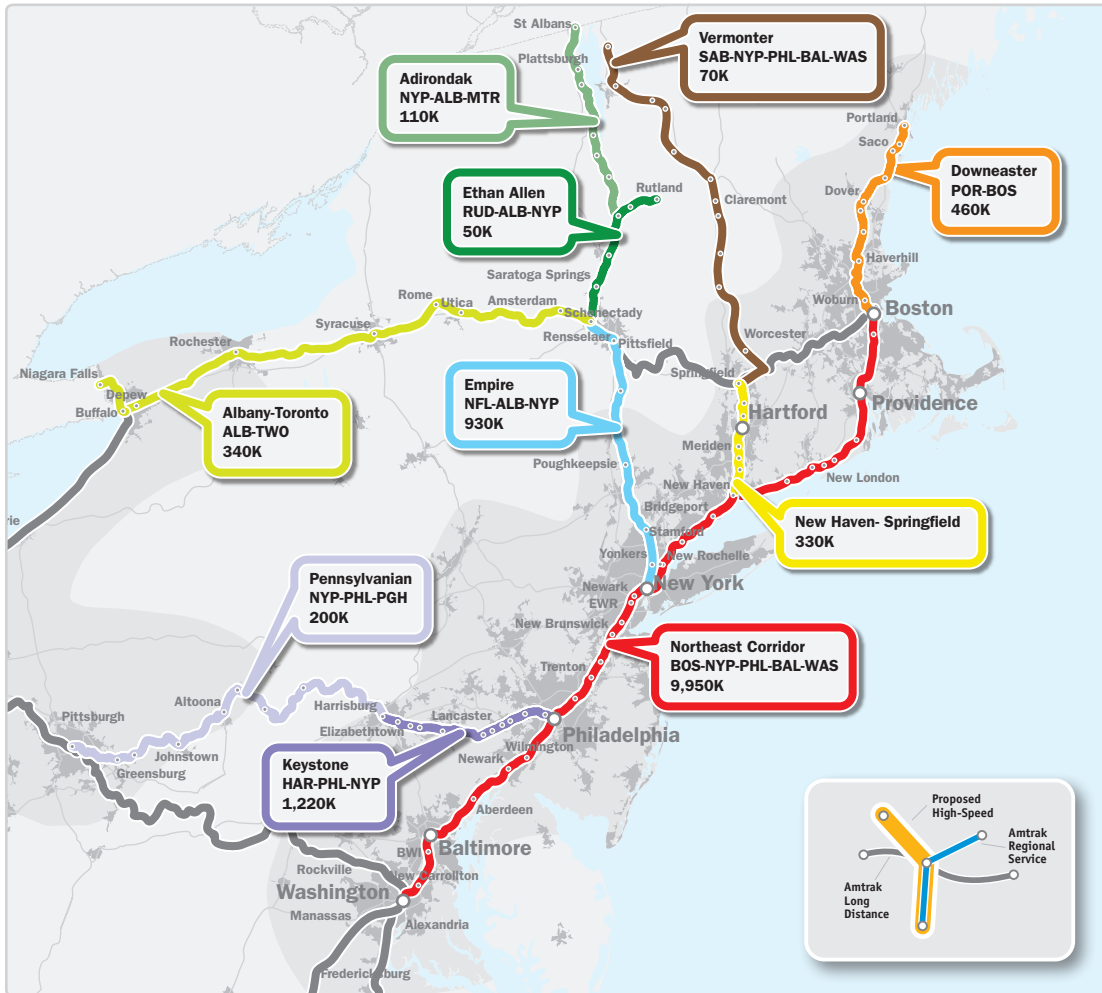 St Albans
Plattsburgh
Vermonter
SAB-NYP-PHL-BAL-WAS
70K
Adirondak
NYP-ALB-MTR
110K
Portland
Saco
Downeaster
POR-BOS
460K
Ethan Allen
RUD-ALB-NYP
50K
Rutland
Dover
Claremont
Haverhill
Saratoga Springs
Rome
Utica
Amsterdam
Schenectady
Woburn
Boston
Syracuse
Rensselaer
Pittsfield
Worcester
Rochester
Niagara Falls
Depew
Buffalo
Springfield
Empire
NFL-ALB-NYP
930K
Albany-Toronto
ALB-TWO
340K
Hartford
Providence
Meriden
Poughkeepsie
New London
New Haven
Bridgeport
New Haven- Springfield
330K
rie
Stamford
Yonkers
New Rochelle
Pennsylvanian
NYP-PHL-PGH
200K
Newark
New York
EWR
New Brunswick
Northeast Corridor
BOS-NYP-PHL-BAL-WAS
9,950K
Trenton
Altoona
Harrisburg
Pittsburgh
Lancaster
Elizabethtown
Philadelphia
Wilmington
Johnstown
Newark
Greensburg
Keystone
HAR-PHL-NYP
1,220K
Aberdeen
Baltimore
BWI
Rockville
New Carrollton
Washington
Manassas
Alexandria
Fredericksburg
Proposed
High-Speed
Amtrak
Regional
Service
Amtrak
Long
Distance